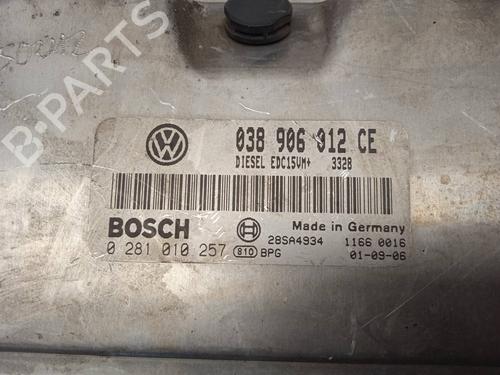 B-PARTS
038 906 012 CE
DIESEL EDC15VM+ 3328
BOSCH
Made in Germany
28SA4934 1166 0016
0 281 010 257 810 BPG 01-09-06